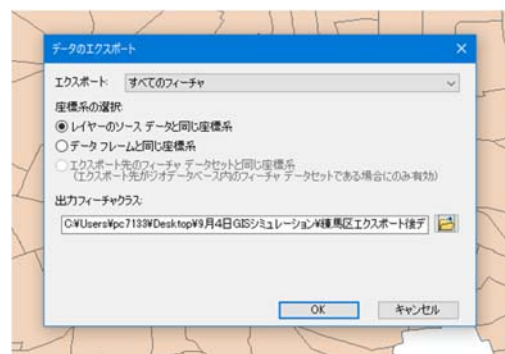 データのエクスポート
エクスポート: すべてのフィーチャ
座標系の選択:
レイヤーのソース データと同じ座標系
データ フレームと同じ座標系
エクスポート先のフィーチャ データセットと同じ座標系
(エクスポート先がジオデータベース内のフィーチャ データセットである場合にのみ有効)
出力フィーチャクラス:
C:¥Users¥pc7133¥Desktop¥9月4日GISシミュレーション¥練馬区エクスポート後デ
OK キャンセル